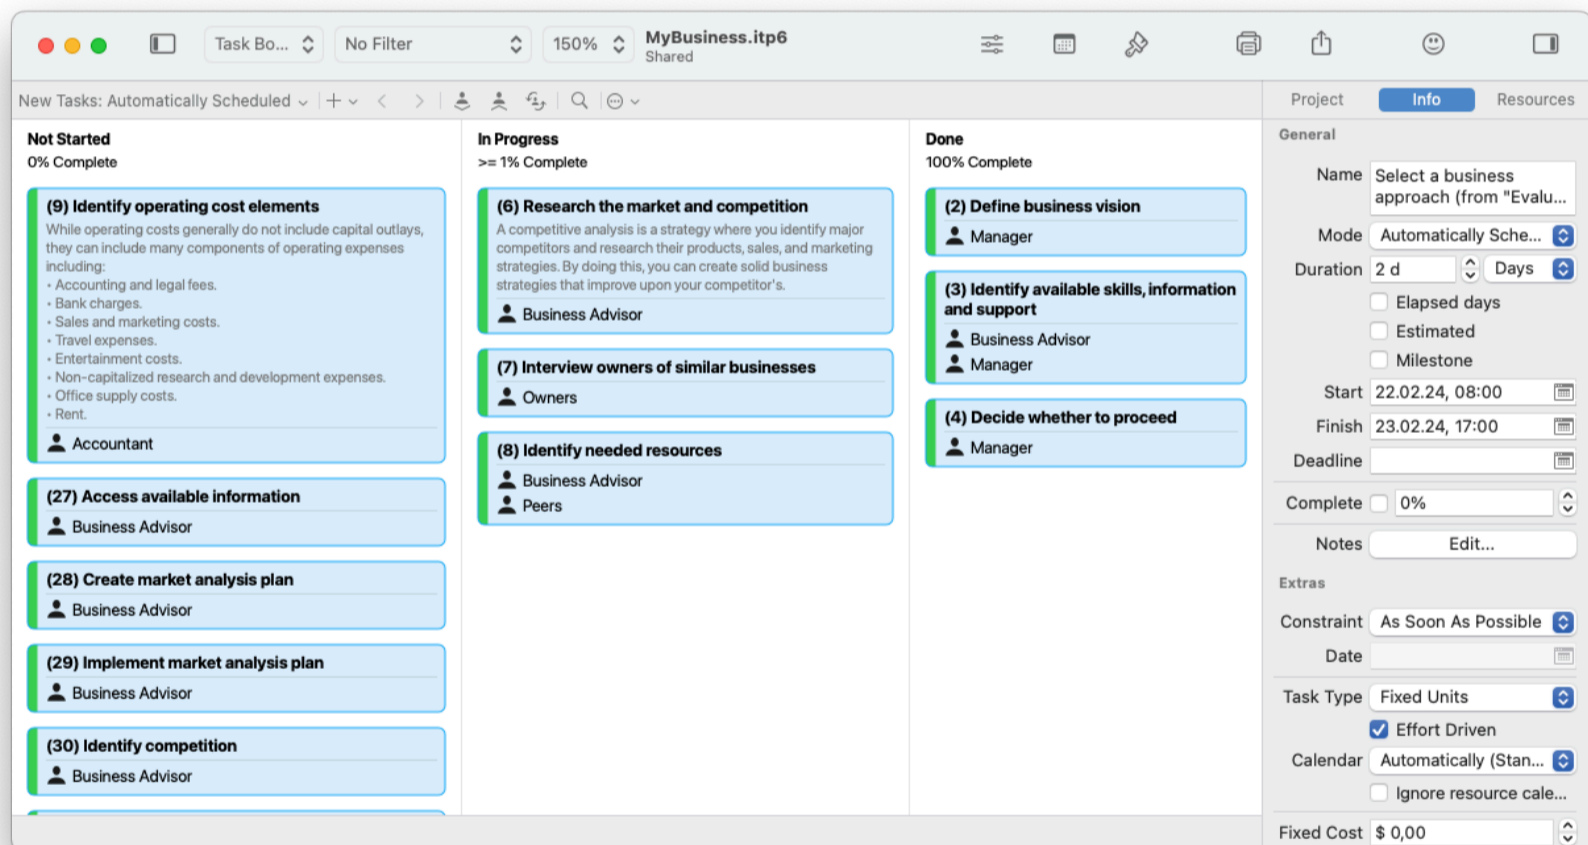 Task Bo...
No Filter
150%
MyBusiness.itp6
Shared
New Tasks: Automatically Scheduled
Project
Info
Resources
Not Started
0% Complete
(9) Identify operating cost elements
While operating costs generally do not include capital outlays,
they can include many components of operating expenses
including:
• Accounting and legal fees.
• Bank charges.
• Sales and marketing costs.
• Travel expenses.
• Entertainment costs.
• Non-capitalized research and development expenses.
• Office supply costs.
• Rent.
Accountant
(27) Access available information
Business Advisor
(28) Create market analysis plan
Business Advisor
(29) Implement market analysis plan
Business Advisor
(30) Identify competition
Business Advisor
In Progress
>= 1% Complete
(6) Research the market and competition
A competitive analysis is a strategy where you identify major
competitors and research their products, sales, and marketing
strategies. By doing this, you can create solid business
strategies that improve upon your competitor's.
Business Advisor
(7) Interview owners of similar businesses
Owners
(8) Identify needed resources
Business Advisor
Peers
Done
100% Complete
(2) Define business vision
Manager
(3) Identify available skills, information
and support
Business Advisor
Manager
(4) Decide whether to proceed
Manager
General
Name Select a business
approach (from "Evalu...
Mode Automatically Sche...
Duration 2 d Days
Elapsed days
Estimated
Milestone
Start 22.02.24, 08:00
Finish 23.02.24, 17:00
Deadline
Complete 0%
Notes Edit...
Extras
Constraint As Soon As Possible
Date
Task Type Fixed Units
Effort Driven
Calendar Automatically (Stan...
Ignore resource cale...
Fixed Cost $ 0,00